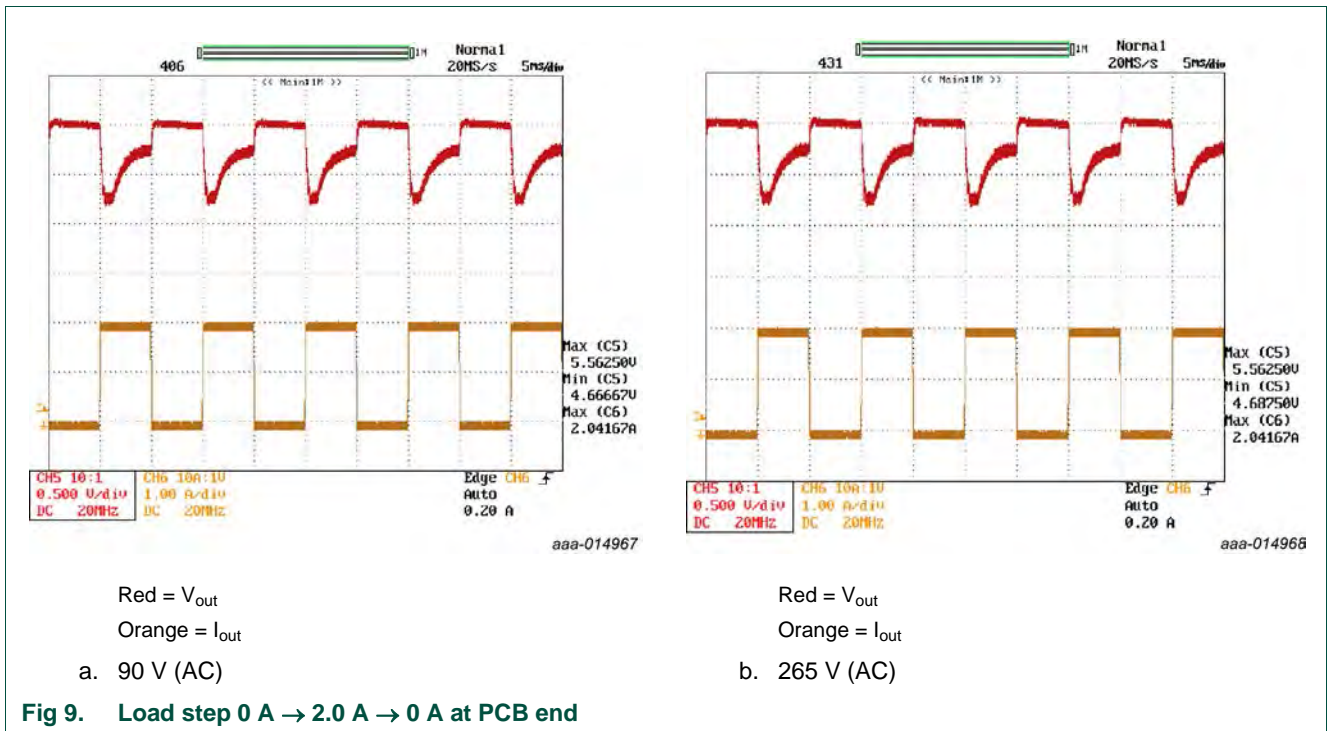 406
1M
Normal
20MS/s 5ms/div
<< Main:1M >>
Max (C5)
5.56250V
Min (C5)
4.66667V
Max (C6)
2.04167A
CH5 10:1
0.500 V/div
DC 20MHz
CH6 10A:1V
1.00 A/div
DC 20MHz
Edge CH6
Auto
0.20 A
aaa-014967
Red = Vout
Orange = Iout
a. 90 V (AC)
431
1M
Normal
20MS/s 5ms/div
<< Main:1M >>
Max (C5)
5.56250V
Min (C5)
4.68750V
Max (C6)
2.04167A
CH5 10:1
0.500 V/div
DC 20MHz
CH6 10A:1V
1.00 A/div
DC 20MHz
Edge CH6
Auto
0.20 A
aaa-014968
Red = Vout
Orange = Iout
b. 265 V (AC)
Fig 9. Load step 0 A → 2.0 A → 0 A at PCB end